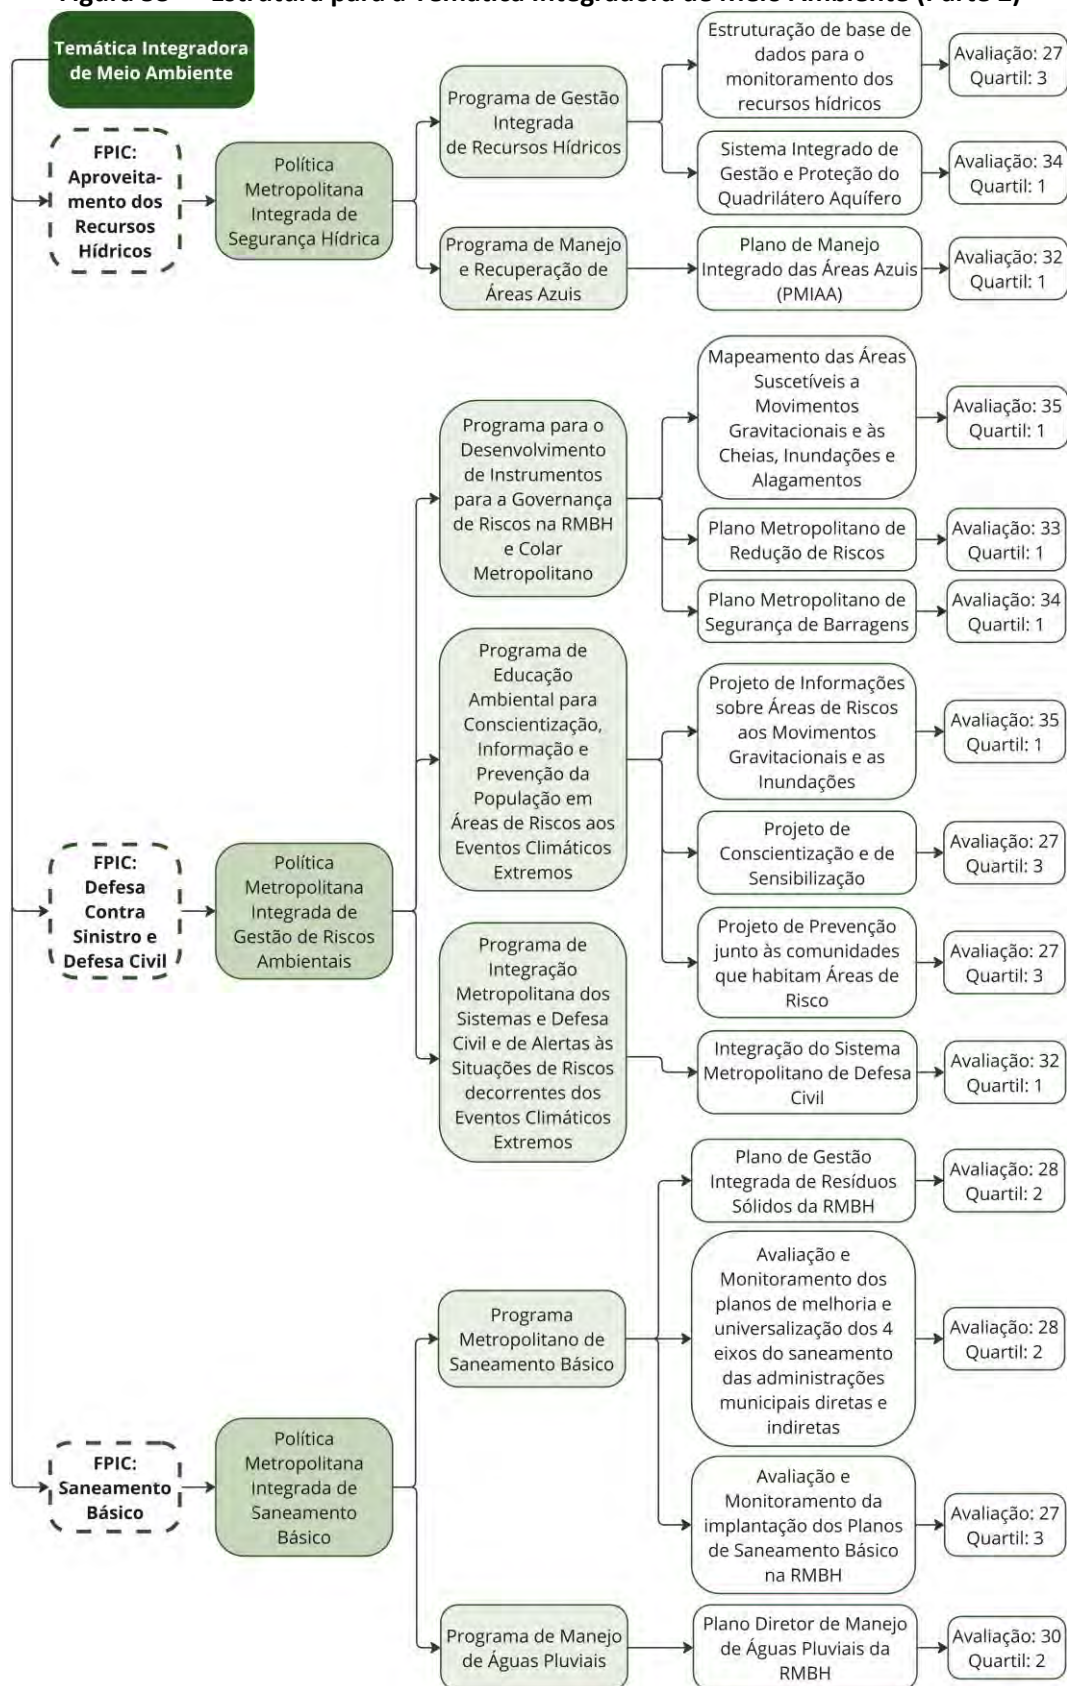 Figura 38 — Estrutura para a Temática Integradora de Meio Ambiente (Parte 2)
Temática Integradora
de Meio Ambiente
FPIC:
Aproveita-
mento dos
Recursos
Hídricos
Política
Metropolitana
Integrada de
Segurança Hídrica
Programa de Gestão
Integrada
de Recursos Hídricos
Estruturação de base de
dados para o
monitoramento dos
recursos hídricos
Avaliação: 27
Quartil: 3
Sistema Integrado de
Gestão e Proteção do
Quadrilátero Aquífero
Avaliação: 34
Quartil: 1
Programa de Manejo
e Recuperação de
Áreas Azuis
Plano de Manejo
Integrado das Áreas Azuis
(PMIAA)
Avaliação: 32
Quartil: 1
FPIC:
Defesa
Contra
Sinistro e
Defesa Civil
Política
Metropolitana
Integrada de
Gestão de Riscos
Ambientais
Programa para o
Desenvolvimento
de Instrumentos
para a Governança
de Riscos na RMBH
e Colar
Metropolitano
Mapeamento das Áreas
Suscetíveis a
Movimentos
Gravitacionais e às
Cheias, Inundações e
Alagamentos
Avaliação: 35
Quartil: 1
Plano Metropolitano de
Redução de Riscos
Avaliação: 33
Quartil: 1
Plano Metropolitano de
Segurança de Barragens
Avaliação: 34
Quartil: 1
Programa de
Educação
Ambiental para
Conscientização,
Informação e
Prevenção da
População em
Áreas de Riscos aos
Eventos Climáticos
Extremos
Projeto de Informações
sobre Áreas de Riscos
aos Movimentos
Gravitacionais e as
Inundações
Avaliação: 35
Quartil: 1
Projeto de
Conscientização e de
Sensibilização
Avaliação: 27
Quartil: 3
Projeto de Prevenção
junto às comunidades
que habitam Áreas de
Risco
Avaliação: 27
Quartil: 3
Programa de
Integração
Metropolitana dos
Sistemas e Defesa
Civil e de Alertas às
Situações de Riscos
decorrentes dos
Eventos Climáticos
Extremos
Integração do Sistema
Metropolitano de Defesa
Civil
Avaliação: 32
Quartil: 1
FPIC:
Saneamento
Básico
Política
Metropolitana
Integrada de
Saneamento
Básico
Programa
Metropolitano de
Saneamento Básico
Plano de Gestão
Integrada de Resíduos
Sólidos da RMBH
Avaliação: 28
Quartil: 2
Avaliação e
Monitoramento dos
planos de melhoria e
universalização dos 4
eixos do saneamento
das administrações
municipais diretas e
indiretas
Avaliação: 28
Quartil: 2
Avaliação e
Monitoramento da
implantação dos Planos
de Saneamento Básico
na RMBH
Avaliação: 27
Quartil: 3
Programa de Manejo
de Águas Pluviais
Plano Diretor de Manejo
de Águas Pluviais da
RMBH
Avaliação: 30
Quartil: 2